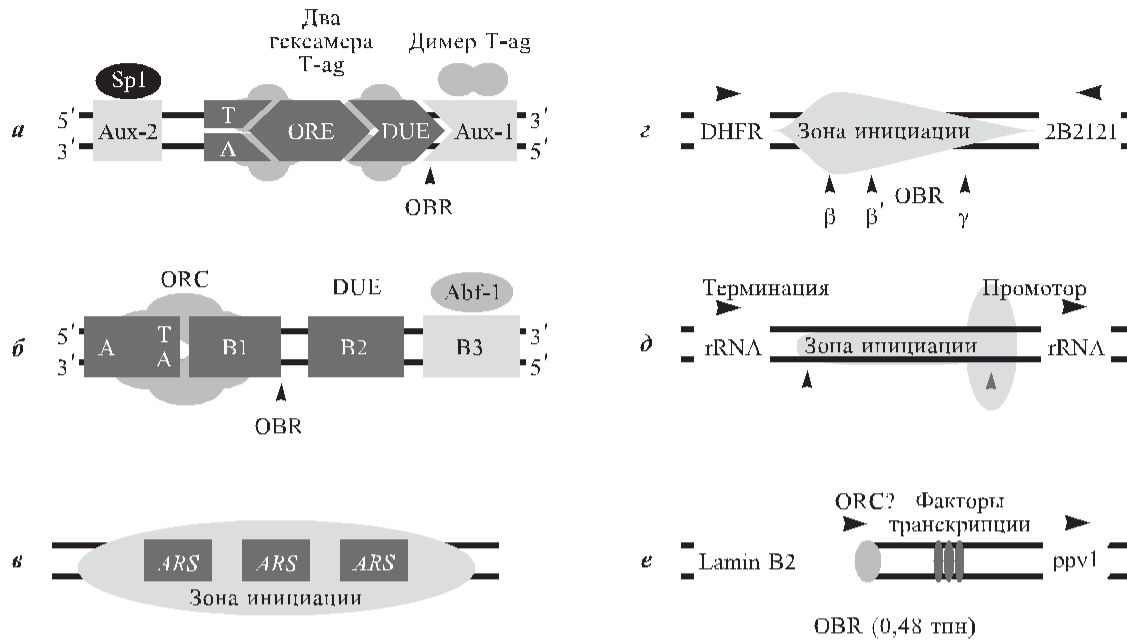 Два
гексамера
T-ag
Димер T-ag
Sp1
а
5′
3′
Aux-2
T
A
ORE
DUE
Aux-1
3′
5′
OBR
б
ORC
DUE
Abf-1
5′
3′
A
T
A
B1
B2
B3
3′
5′
OBR
в
ARS ARS ARS
Зона инициации
г
DHFR
Зона инициации
2B2121
OBR
β β′ γ
д
Терминация
Промотор
rRNA
Зона инициации
rRNA
е
ORC?
Факторы
транскрипции
Lamin B2
ppv1
OBR (0,48 тпн)